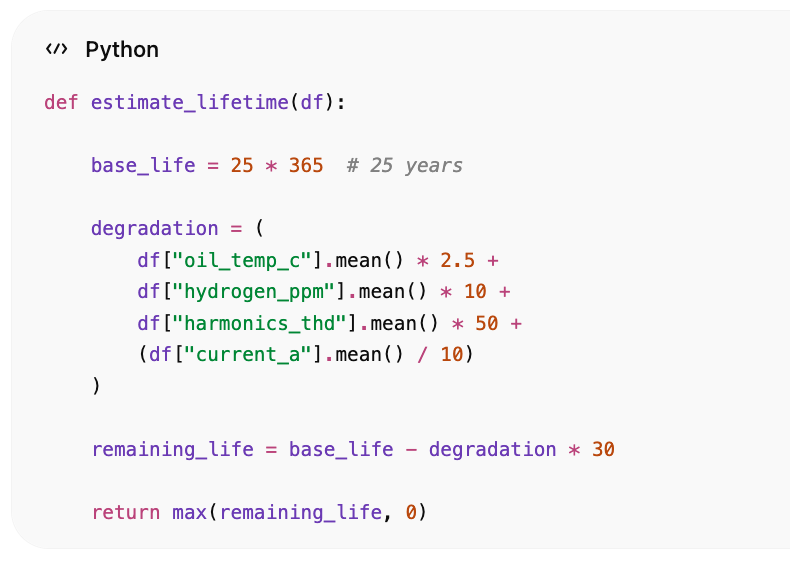 Python
def estimate_lifetime(df):
    base_life = 25 * 365  # 25 years
    degradation = (
        df["oil_temp_c"].mean() * 2.5 +
        df["hydrogen_ppm"].mean() * 10 +
        df["harmonics_thd"].mean() * 50 +
        (df["current_a"].mean() / 10)
    )
    remaining_life = base_life - degradation * 30
    return max(remaining_life, 0)